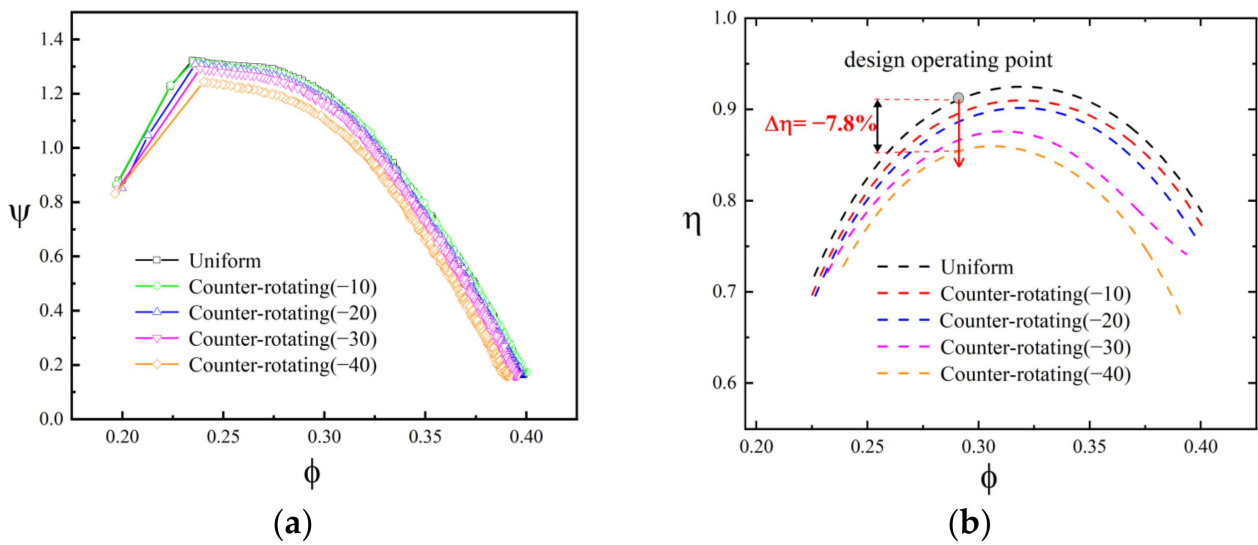 1.4
1.2
1.0
0.8
0.6
0.4
0.2
0.0
ψ
Uniform
Counter-rotating(−10)
Counter-rotating(−20)
Counter-rotating(−30)
Counter-rotating(−40)
0.20 0.25 0.30 0.35 0.40
ϕ
(a)
1.0
0.9
0.8
0.7
0.6
η
design operating point
Δη= −7.8%
Uniform
Counter-rotating(−10)
Counter-rotating(−20)
Counter-rotating(−30)
Counter-rotating(−40)
0.20 0.25 0.30 0.35 0.40
ϕ
(b)